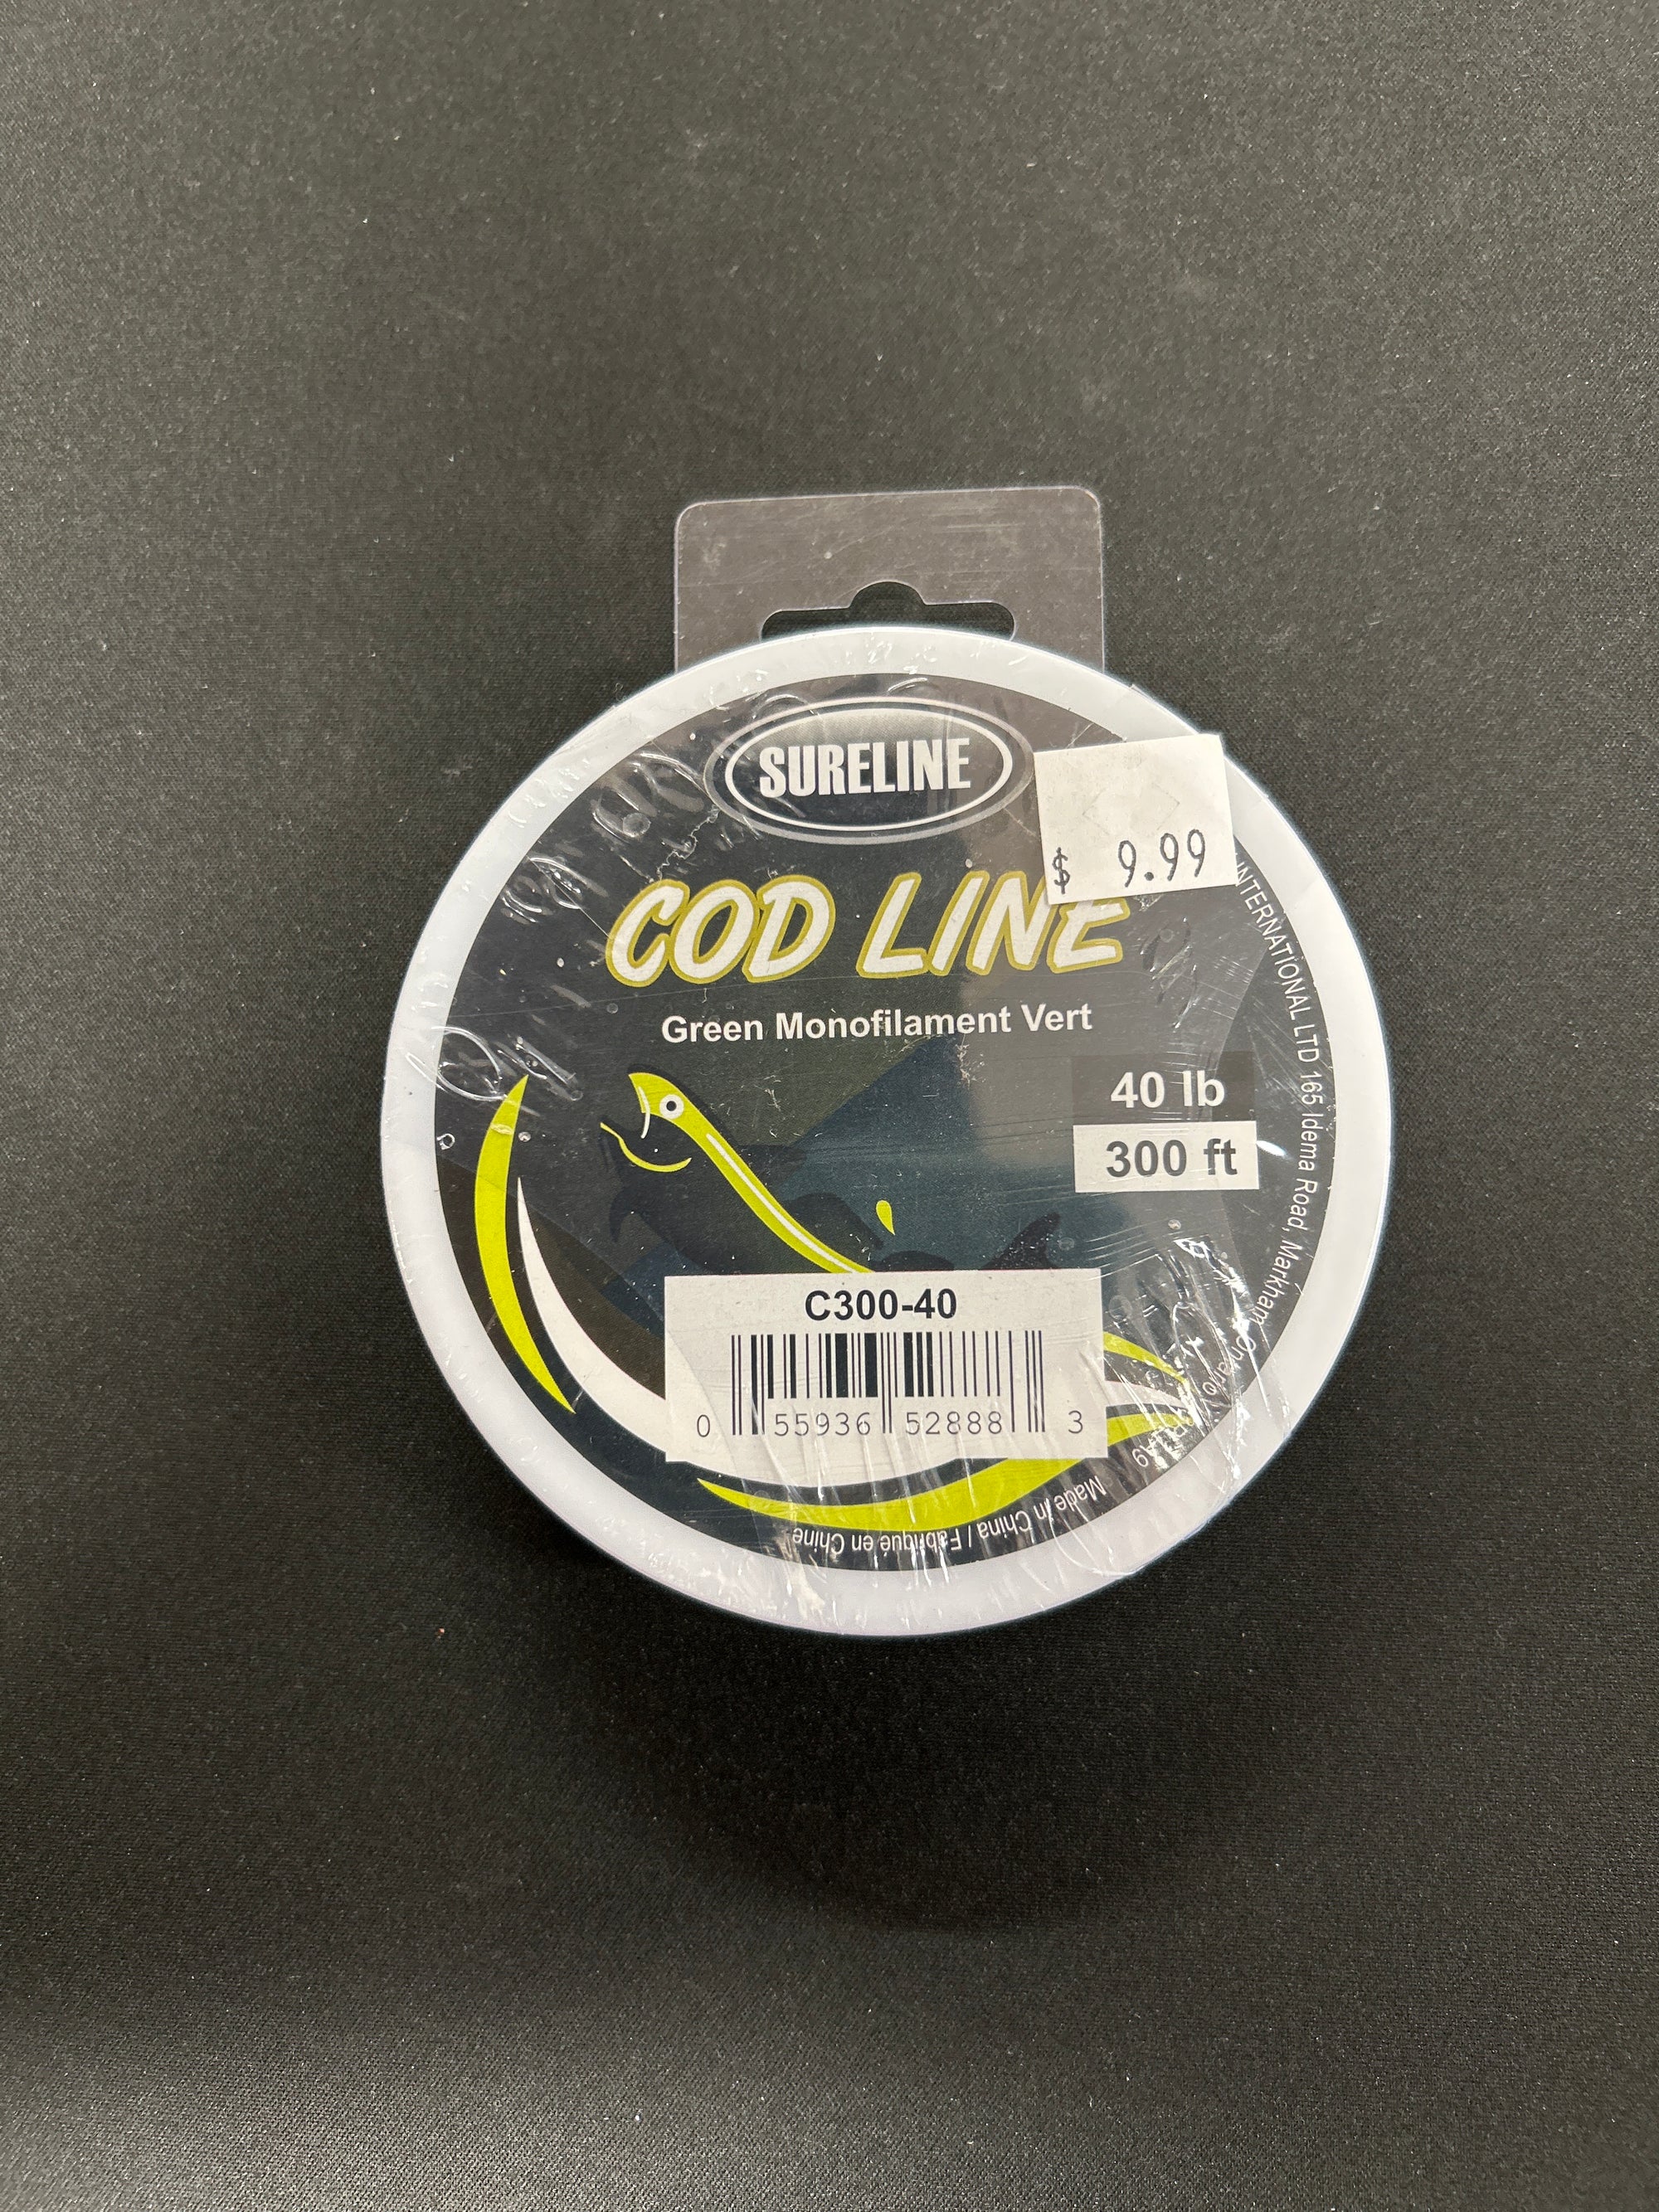 SURELINE
$ 9.99
COD LINE
Green Monofilament Vert
40 lb
300 ft
C300-40
0 55936 52888 3
INTERNATIONAL LTD 165 Idema Road, Markham, Ontario
Made in China / Fabriqué en Chine